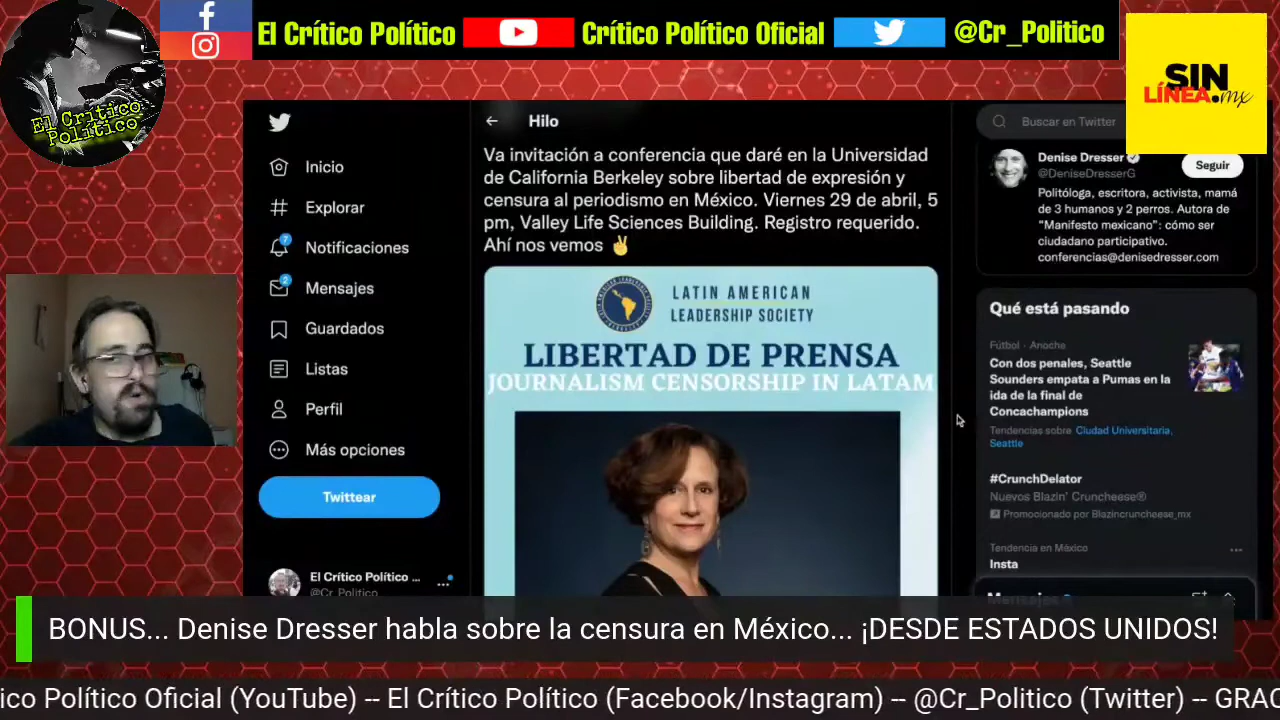 El Crítico Político
Crítico Político Oficial
@Cr_Politico
El Crítico
Político
SIN
LÍNEA.mx
Hilo
Buscar en Twitter
Inicio
Explorar
7
Notificaciones
2
Mensajes
Guardados
Listas
Perfil
Más opciones
Twittear
El Crítico Político ...
@Cr_Politico
Va invitación a conferencia que daré en la Universidad
de California Berkeley sobre libertad de expresión y
censura al periodismo en México. Viernes 29 de abril, 5
pm, Valley Life Sciences Building. Registro requerido.
Ahí nos vemos ✌️
LATIN AMERICAN
LEADERSHIP SOCIETY
LIBERTAD DE PRENSA
JOURNALISM CENSORSHIP IN LATAM
Denise Dresser
@DeniseDresserG
Seguir
Politóloga, escritora, activista, mamá
de 3 humanos y 2 perros. Autora de
“Manifesto mexicano”: cómo ser
ciudadano participativo.
conferencias@denisedresser.com
Qué está pasando
Fútbol · Anoche
Con dos penales, Seattle
Sounders empata a Pumas en la
ida de la final de
Concachampions
Tendencias sobre Ciudad Universitaria,
Seattle
#CrunchDelator
Nuevos Blazin' Cruncheese®
Promocionado por Blazincruncheese_mx
Tendencia en México
Insta
Mensajes
BONUS... Denise Dresser habla sobre la censura en México... ¡DESDE ESTADOS UNIDOS!
ico Político Oficial (YouTube) -- El Crítico Político (Facebook/Instagram) -- @Cr_Politico (Twitter) -- GRAC